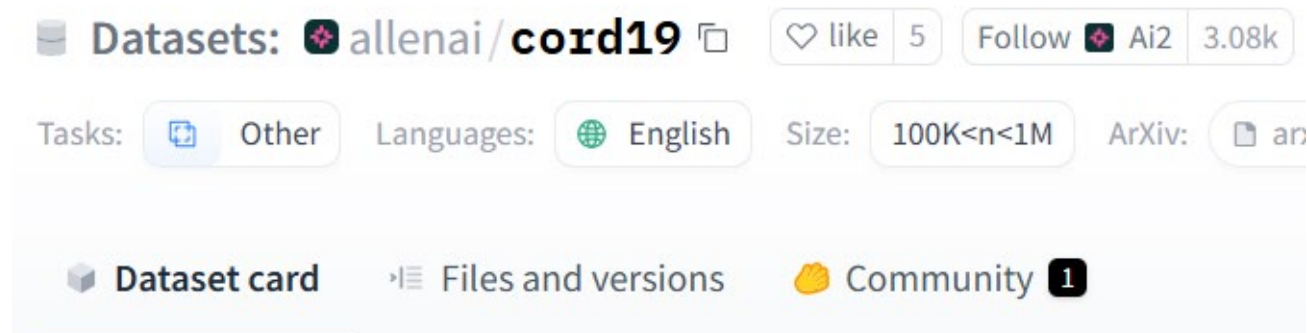 Datasets: allenai/cord19 like 5 Follow Ai2 3.08k
Tasks: Other Languages: English Size: 100K<n<1M ArXiv:
Dataset card Files and versions Community 1